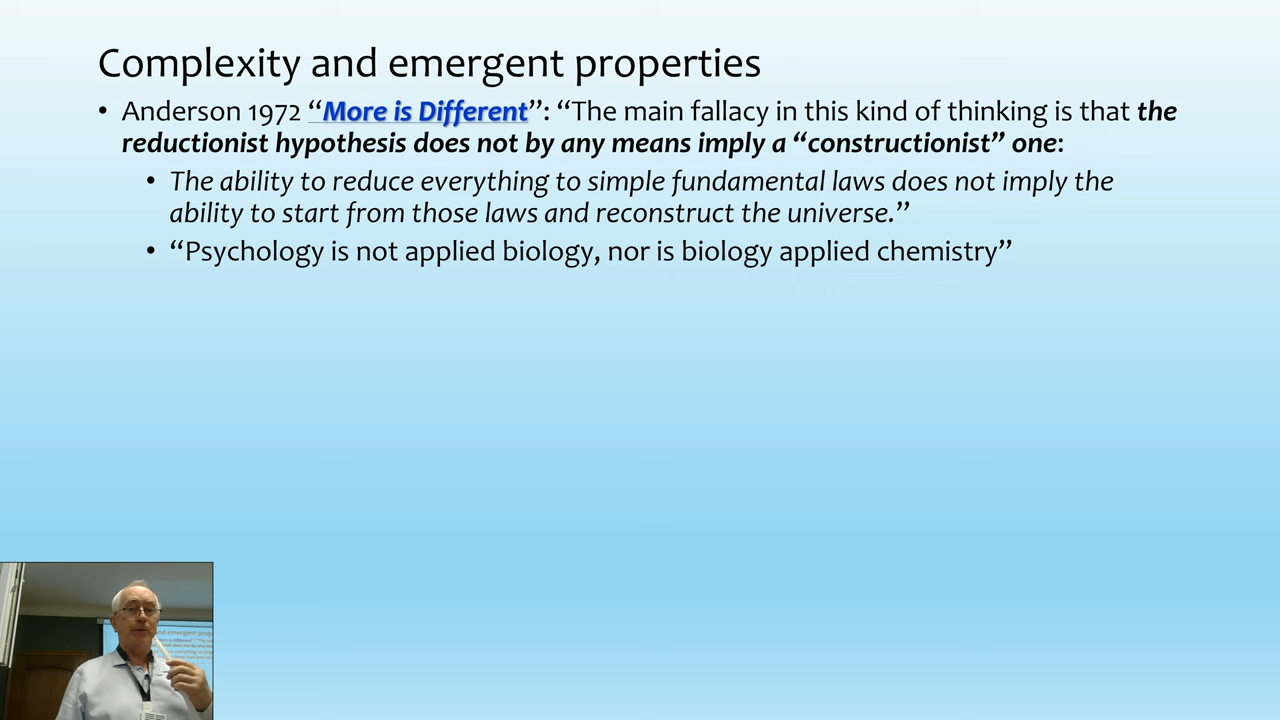 Complexity and emergent properties
• Anderson 1972 “More is Different”: “The main fallacy in this kind of thinking is that the
reductionist hypothesis does not by any means imply a “constructionist” one:
• The ability to reduce everything to simple fundamental laws does not imply the
ability to start from those laws and reconstruct the universe.”
• “Psychology is not applied biology, nor is biology applied chemistry”